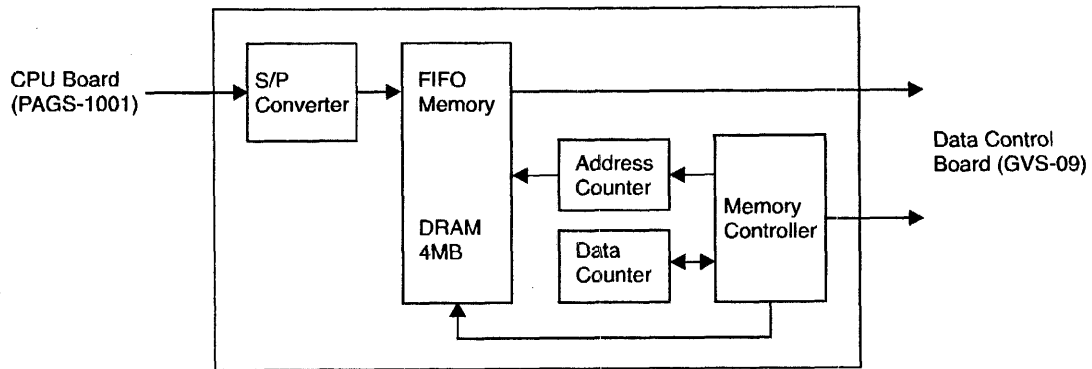 CPU Board
(PAGS-1001)
S/P
Converter
FIFO
Memory
DRAM
4MB
Address
Counter
Data
Counter
Memory
Controller
Data Control
Board (GVS-09)